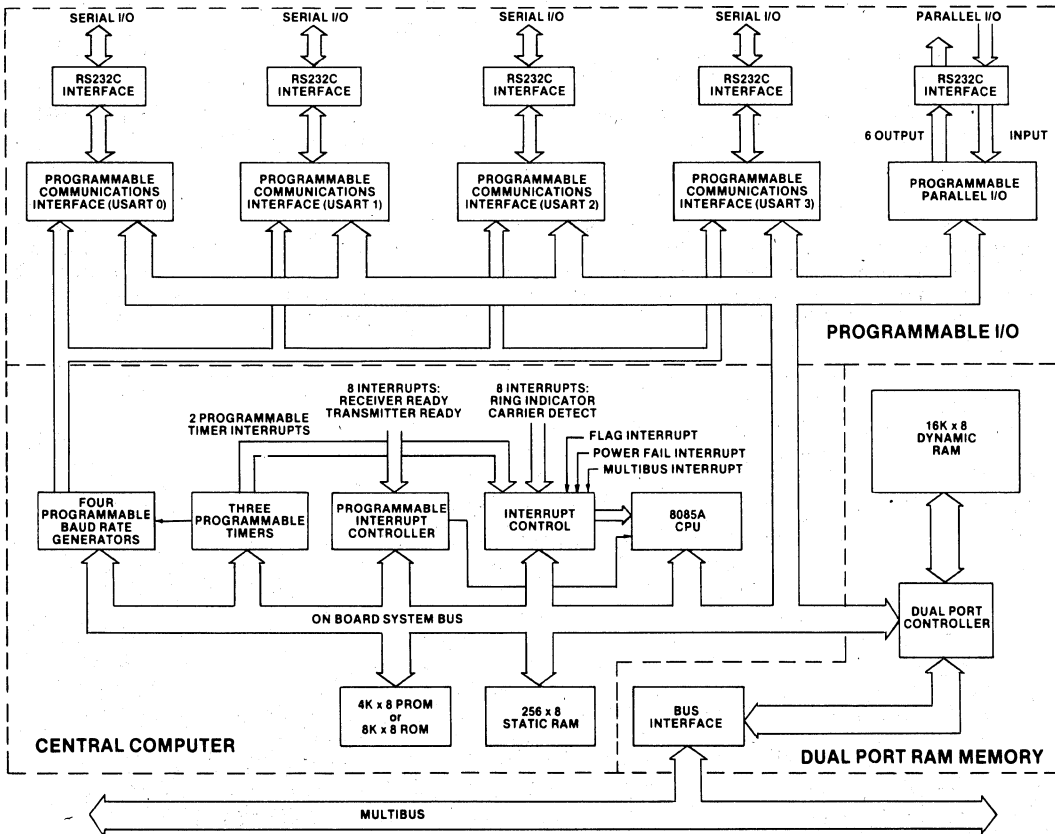 SERIAL I/O
SERIAL I/O
SERIAL I/O
SERIAL I/O
PARALLEL I/O
RS232C
INTERFACE
RS232C
INTERFACE
RS232C
INTERFACE
RS232C
INTERFACE
RS232C
INTERFACE
6 OUTPUT
INPUT
PROGRAMMABLE
COMMUNICATIONS
INTERFACE (USART 0)
PROGRAMMABLE
COMMUNICATIONS
INTERFACE (USART 1)
PROGRAMMABLE
COMMUNICATIONS
INTERFACE (USART 2)
PROGRAMMABLE
COMMUNICATIONS
INTERFACE (USART 3)
PROGRAMMABLE
PARALLEL I/O
PROGRAMMABLE I/O
2 PROGRAMMABLE
TIMER INTERRUPTS
8 INTERRUPTS:
RECEIVER READY
TRANSMITTER READY
8 INTERRUPTS:
RING INDICATOR
CARRIER DETECT
FLAG INTERRUPT
POWER FAIL INTERRUPT
MULTIBUS INTERRUPT
16K x 8
DYNAMIC
RAM
FOUR
PROGRAMMABLE
BAUD RATE
GENERATORS
THREE
PROGRAMMABLE
TIMERS
PROGRAMMABLE
INTERRUPT
CONTROLLER
INTERRUPT
CONTROL
8085A
CPU
ON BOARD SYSTEM BUS
DUAL PORT
CONTROLLER
4K x 8 PROM
or
8K x 8 ROM
256 x 8
STATIC RAM
BUS
INTERFACE
CENTRAL COMPUTER
DUAL PORT RAM MEMORY
MULTIBUS